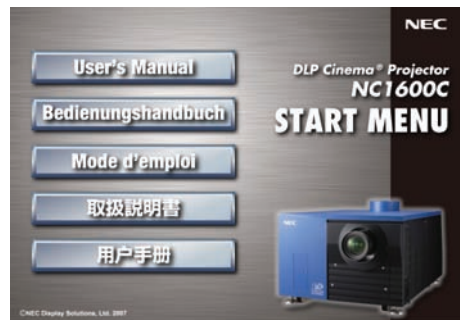 NEC
User's Manual
Bedienungshandbuch
Mode d'emploi
取扱説明書
用户手册
DLP Cinema® Projector
NC1600C
START MENU
NEC
©NEC Display Solutions, Ltd. 2007